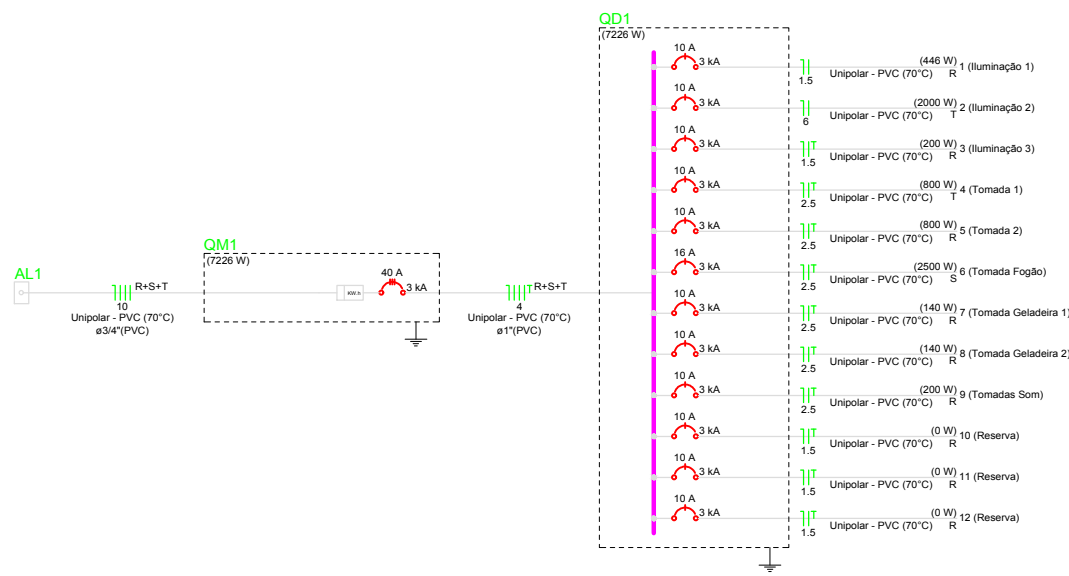 AL1
R+S+T
10
Unipolar - PVC (70°C)
ø3/4"(PVC)
QM1
(7226 W)
KW.h
40 A
3 kA
R+S+T
T
4
Unipolar - PVC (70°C)
ø1"(PVC)
QD1
(7226 W)
10 A
3 kA
1.5
Unipolar - PVC (70°C)
(446 W)
R
1 (Iluminação 1)
10 A
3 kA
6
Unipolar - PVC (70°C)
(2000 W)
T
2 (Iluminação 2)
10 A
3 kA
T
1.5
Unipolar - PVC (70°C)
(200 W)
R
3 (Iluminação 3)
10 A
3 kA
T
2.5
Unipolar - PVC (70°C)
(800 W)
T
4 (Tomada 1)
10 A
3 kA
T
2.5
Unipolar - PVC (70°C)
(800 W)
R
5 (Tomada 2)
16 A
3 kA
T
2.5
Unipolar - PVC (70°C)
(2500 W)
S
6 (Tomada Fogão)
10 A
3 kA
T
2.5
Unipolar - PVC (70°C)
(140 W)
R
7 (Tomada Geladeira 1)
10 A
3 kA
T
2.5
Unipolar - PVC (70°C)
(140 W)
R
8 (Tomada Geladeira 2)
10 A
3 kA
T
2.5
Unipolar - PVC (70°C)
(200 W)
R
9 (Tomadas Som)
10 A
3 kA
T
1.5
Unipolar - PVC (70°C)
(0 W)
R
10 (Reserva)
10 A
3 kA
T
1.5
Unipolar - PVC (70°C)
(0 W)
R
11 (Reserva)
10 A
3 kA
T
1.5
Unipolar - PVC (70°C)
(0 W)
R
12 (Reserva)